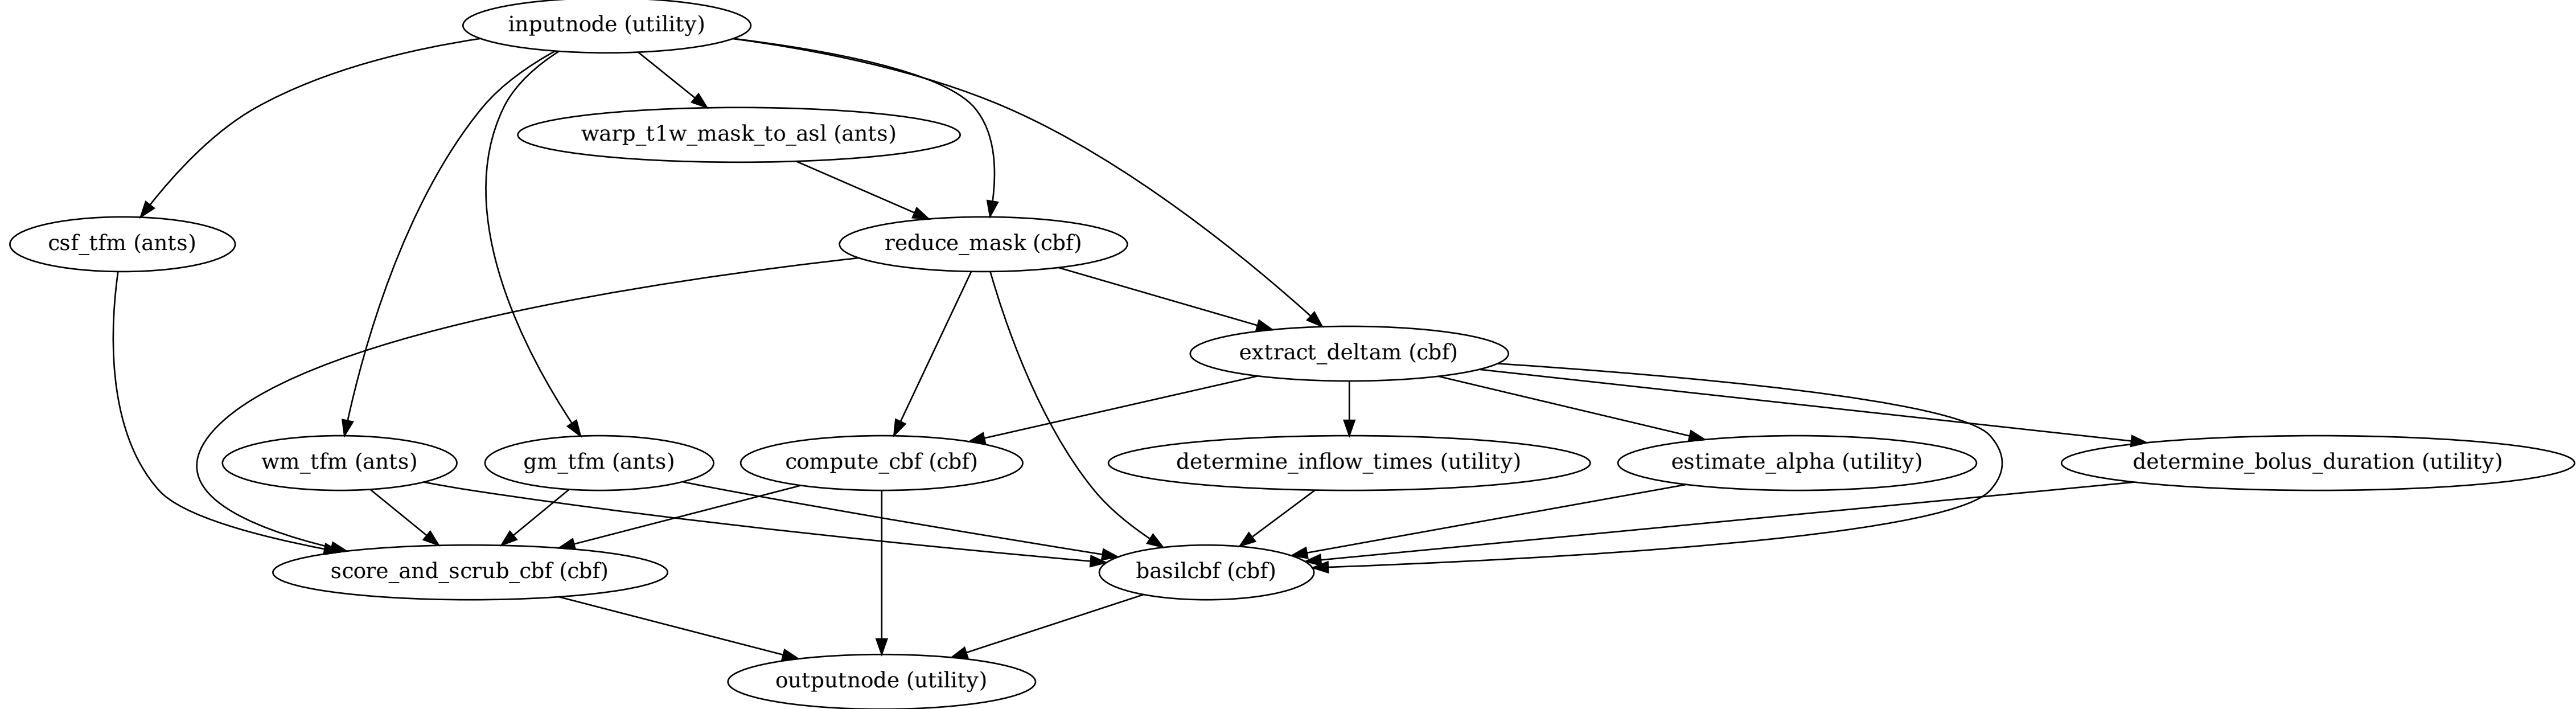 inputnode (utility)
warp_t1w_mask_to_asl (ants)
csf_tfm (ants)
reduce_mask (cbf)
extract_deltam (cbf)
wm_tfm (ants)
gm_tfm (ants)
compute_cbf (cbf)
determine_inflow_times (utility)
estimate_alpha (utility)
determine_bolus_duration (utility)
score_and_scrub_cbf (cbf)
basilcbf (cbf)
outputnode (utility)